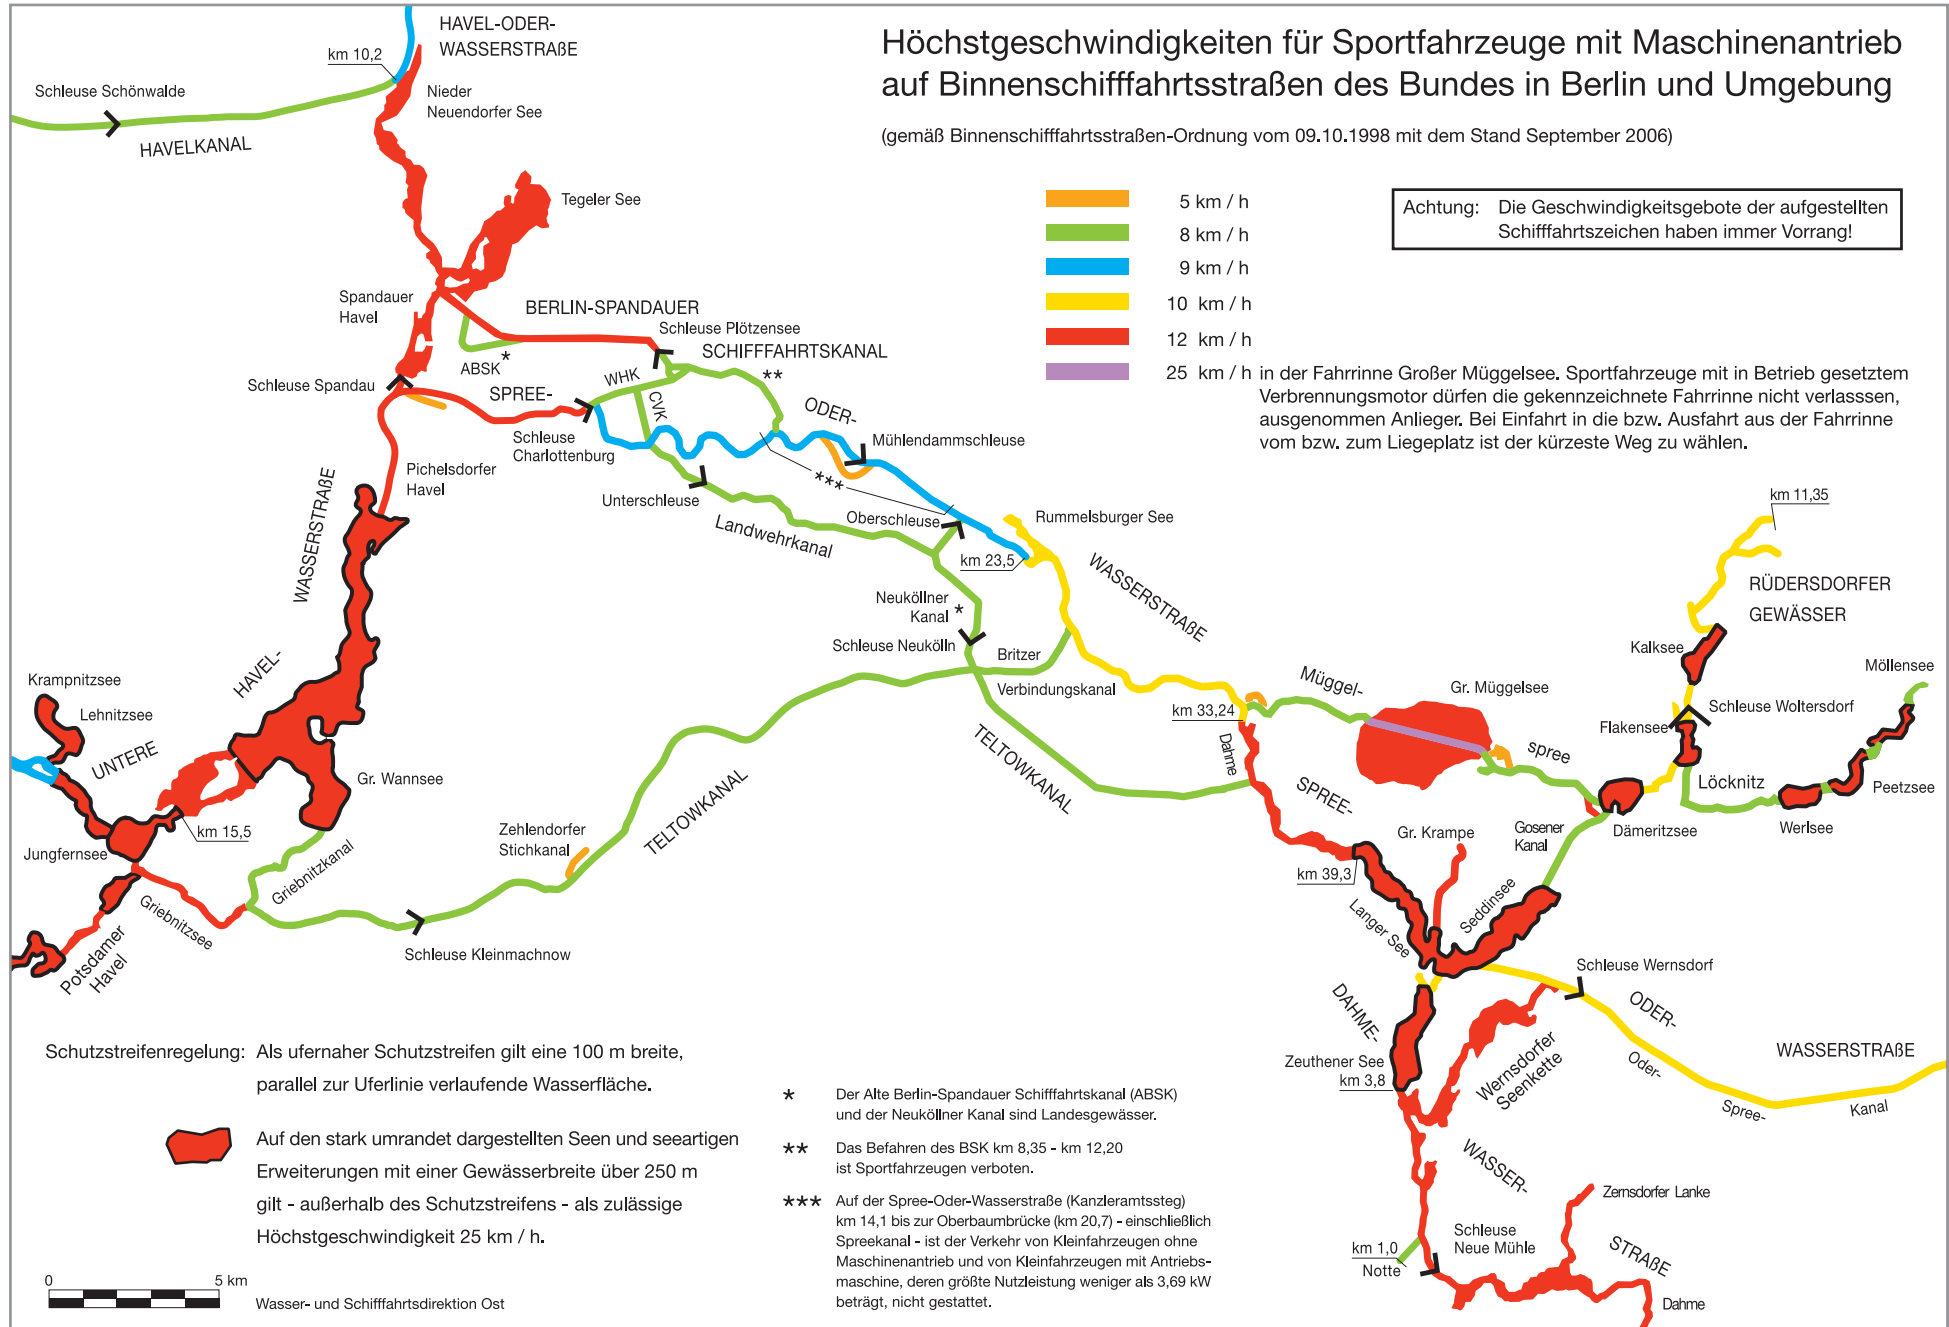 Höchstgeschwindigkeiten für Sportfahrzeuge mit Maschinenantrieb
auf Binnenschifffahrtsstraßen des Bundes in Berlin und Umgebung
(gemäß Binnenschifffahrtsstraßen-Ordnung vom 09.10.1998 mit dem Stand September 2006)
5 km / h
8 km / h
9 km / h
10 km / h
12 km / h
25 km / h in der Fahrrinne Großer Müggelsee. Sportfahrzeuge mit in Betrieb gesetztem
Verbrennungsmotor dürfen die gekennzeichnete Fahrrinne nicht verlasssen,
ausgenommen Anlieger. Bei Einfahrt in die bzw. Ausfahrt aus der Fahrrinne
vom bzw. zum Liegeplatz ist der kürzeste Weg zu wählen.
Achtung: Die Geschwindigkeitsgebote der aufgestellten
Schifffahrtszeichen haben immer Vorrang!
HAVEL-ODER-
WASSERSTRAßE
km 10,2
Schleuse Schönwalde
HAVELKANAL
Nieder
Neuendorfer See
Tegeler See
Spandauer
Havel
BERLIN-SPANDAUER
Schleuse Plötzensee
SCHIFFFAHRTSKANAL
**
ABSK *
Schleuse Spandau
SPREE-
WHK
CVK
ODER-
Mühlendammschleuse
Schleuse
Charlottenburg
Pichelsdorfer
Havel
***
Unterschleuse
Landwehrkanal
Oberschleuse
Rummelsburger See
km 23,5
WASSERSTRAßE
km 11,35
RÜDERSDORFER
GEWÄSSER
WASSERSTRAßE
HAVEL-
Neuköllner
Kanal *
Schleuse Neukölln
Britzer
Verbindungskanal
Kalksee
Möllensee
Müggel-
Gr. Müggelsee
km 33,24
Schleuse Woltersdorf
Flakensee
Krampnitzsee
Lehnitzsee
UNTERE
Gr. Wannsee
TELTOWKANAL
TELTOWKANAL
Dahme
spree
SPREE-
Löcknitz
Peetzsee
Werlsee
Dämeritzsee
Gosener
Kanal
Gr. Krampe
km 15,5
Jungfernsee
Zehlendorfer
Stichkanal
Griebnitzkanal
Griebnitzsee
km 39,3
Langer See
Seddinsee
Schleuse Kleinmachnow
Potsdamer
Havel
Schleuse Wernsdorf
DAHME-
ODER-
WASSERSTRAßE
Zeuthener See
km 3,8
Wernsdorfer
Seenkette
Oder-
Spree-
Kanal
WASSER-
Zernsdorfer Lanke
Schleuse
Neue Mühle
STRAßE
km 1,0
Notte
Dahme
Schutzstreifenregelung: Als ufernaher Schutzstreifen gilt eine 100 m breite,
parallel zur Uferlinie verlaufende Wasserfläche.
Auf den stark umrandet dargestellten Seen und seeartigen
Erweiterungen mit einer Gewässerbreite über 250 m
gilt - außerhalb des Schutzstreifens - als zulässige
Höchstgeschwindigkeit 25 km / h.
0 5 km
Wasser- und Schifffahrtsdirektion Ost
* Der Alte Berlin-Spandauer Schifffahrtskanal (ABSK)
und der Neuköllner Kanal sind Landesgewässer.
** Das Befahren des BSK km 8,35 - km 12,20
ist Sportfahrzeugen verboten.
*** Auf der Spree-Oder-Wasserstraße (Kanzleramtssteg)
km 14,1 bis zur Oberbaumbrücke (km 20,7) - einschließlich
Spreekanal - ist der Verkehr von Kleinfahrzeugen ohne
Maschinenantrieb und von Kleinfahrzeugen mit Antriebs-
maschine, deren größte Nutzleistung weniger als 3,69 kW
beträgt, nicht gestattet.